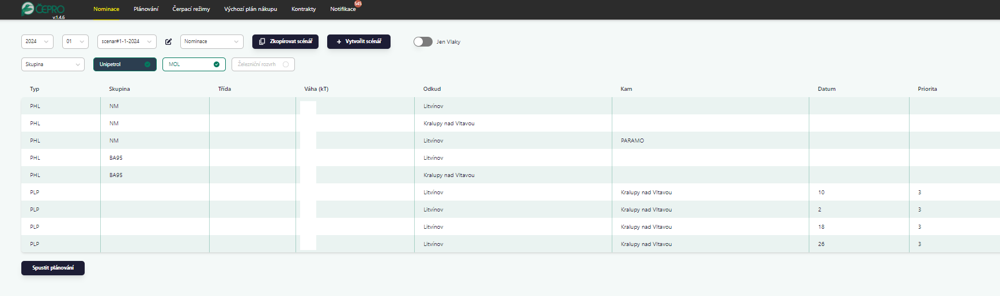 ČEPRO
v:1.4.6
Nominace Plánování Čerpací režimy Výchozí plán nákupu Kontrakty Notifikace 545
2024 01 scenar#1-1-2024 Nominace Zkopírovat scénář + Vytvořit scénář Jen Vlaky
Skupina Unipetrol MOL Železniční rozvrh
Typ Skupina Třída Váha (kT) Odkud Kam Datum Priorita
PHL NM Litvínov
PHL NM Kralupy nad Vltavou
PHL NM Litvínov PARAMO
PHL BA95 Litvínov
PHL BA95 Kralupy nad Vltavou
PLP Litvínov Kralupy nad Vltavou 10 3
PLP Litvínov Kralupy nad Vltavou 2 3
PLP Litvínov Kralupy nad Vltavou 18 3
PLP Litvínov Kralupy nad Vltavou 26 3
Spustit plánování